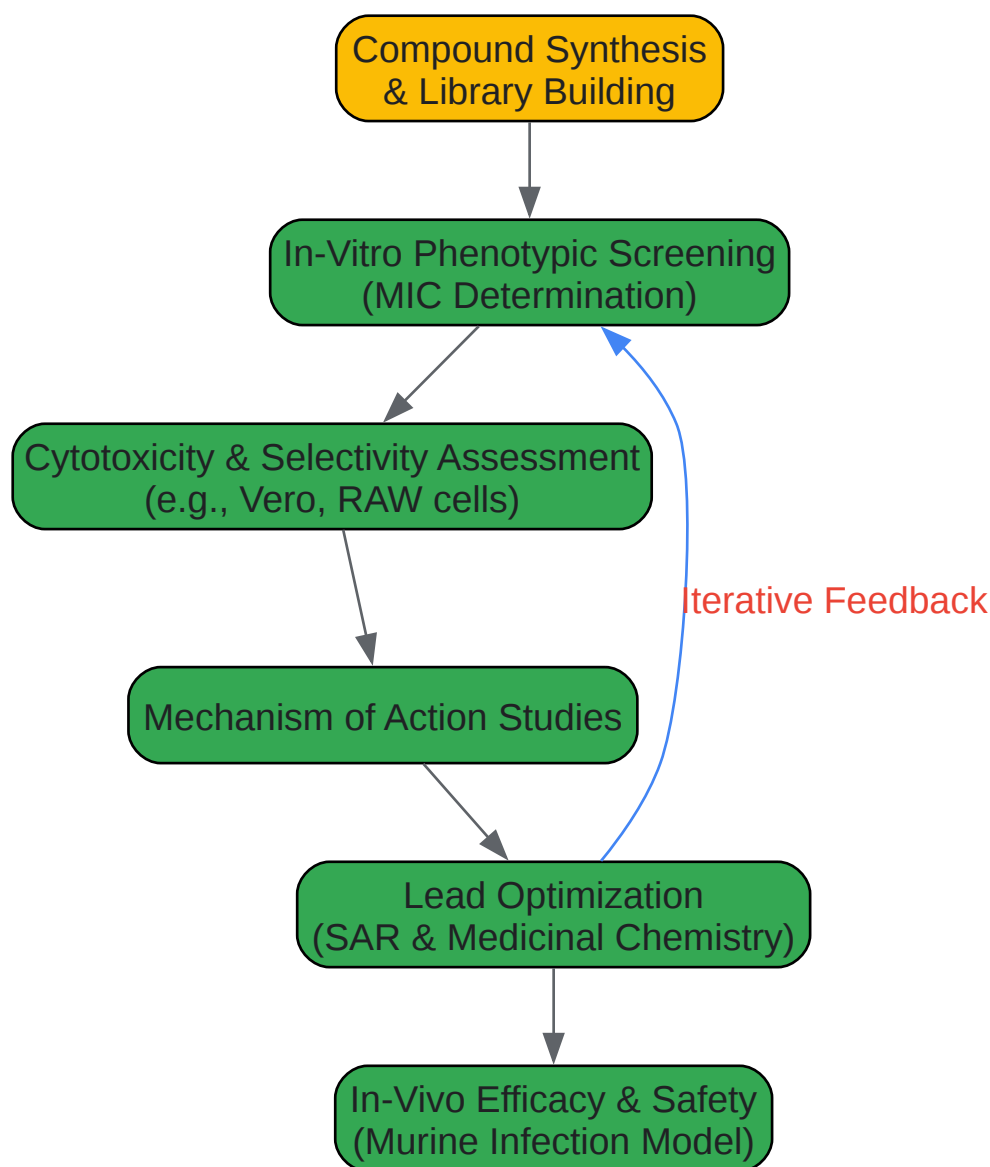 Compound Synthesis
& Library Building
In-Vitro Phenotypic Screening
(MIC Determination)
Cytotoxicity & Selectivity Assessment
(e.g., Vero, RAW cells)
Iterative Feedback
Mechanism of Action Studies
Lead Optimization
(SAR & Medicinal Chemistry)
In-Vivo Efficacy & Safety
(Murine Infection Model)